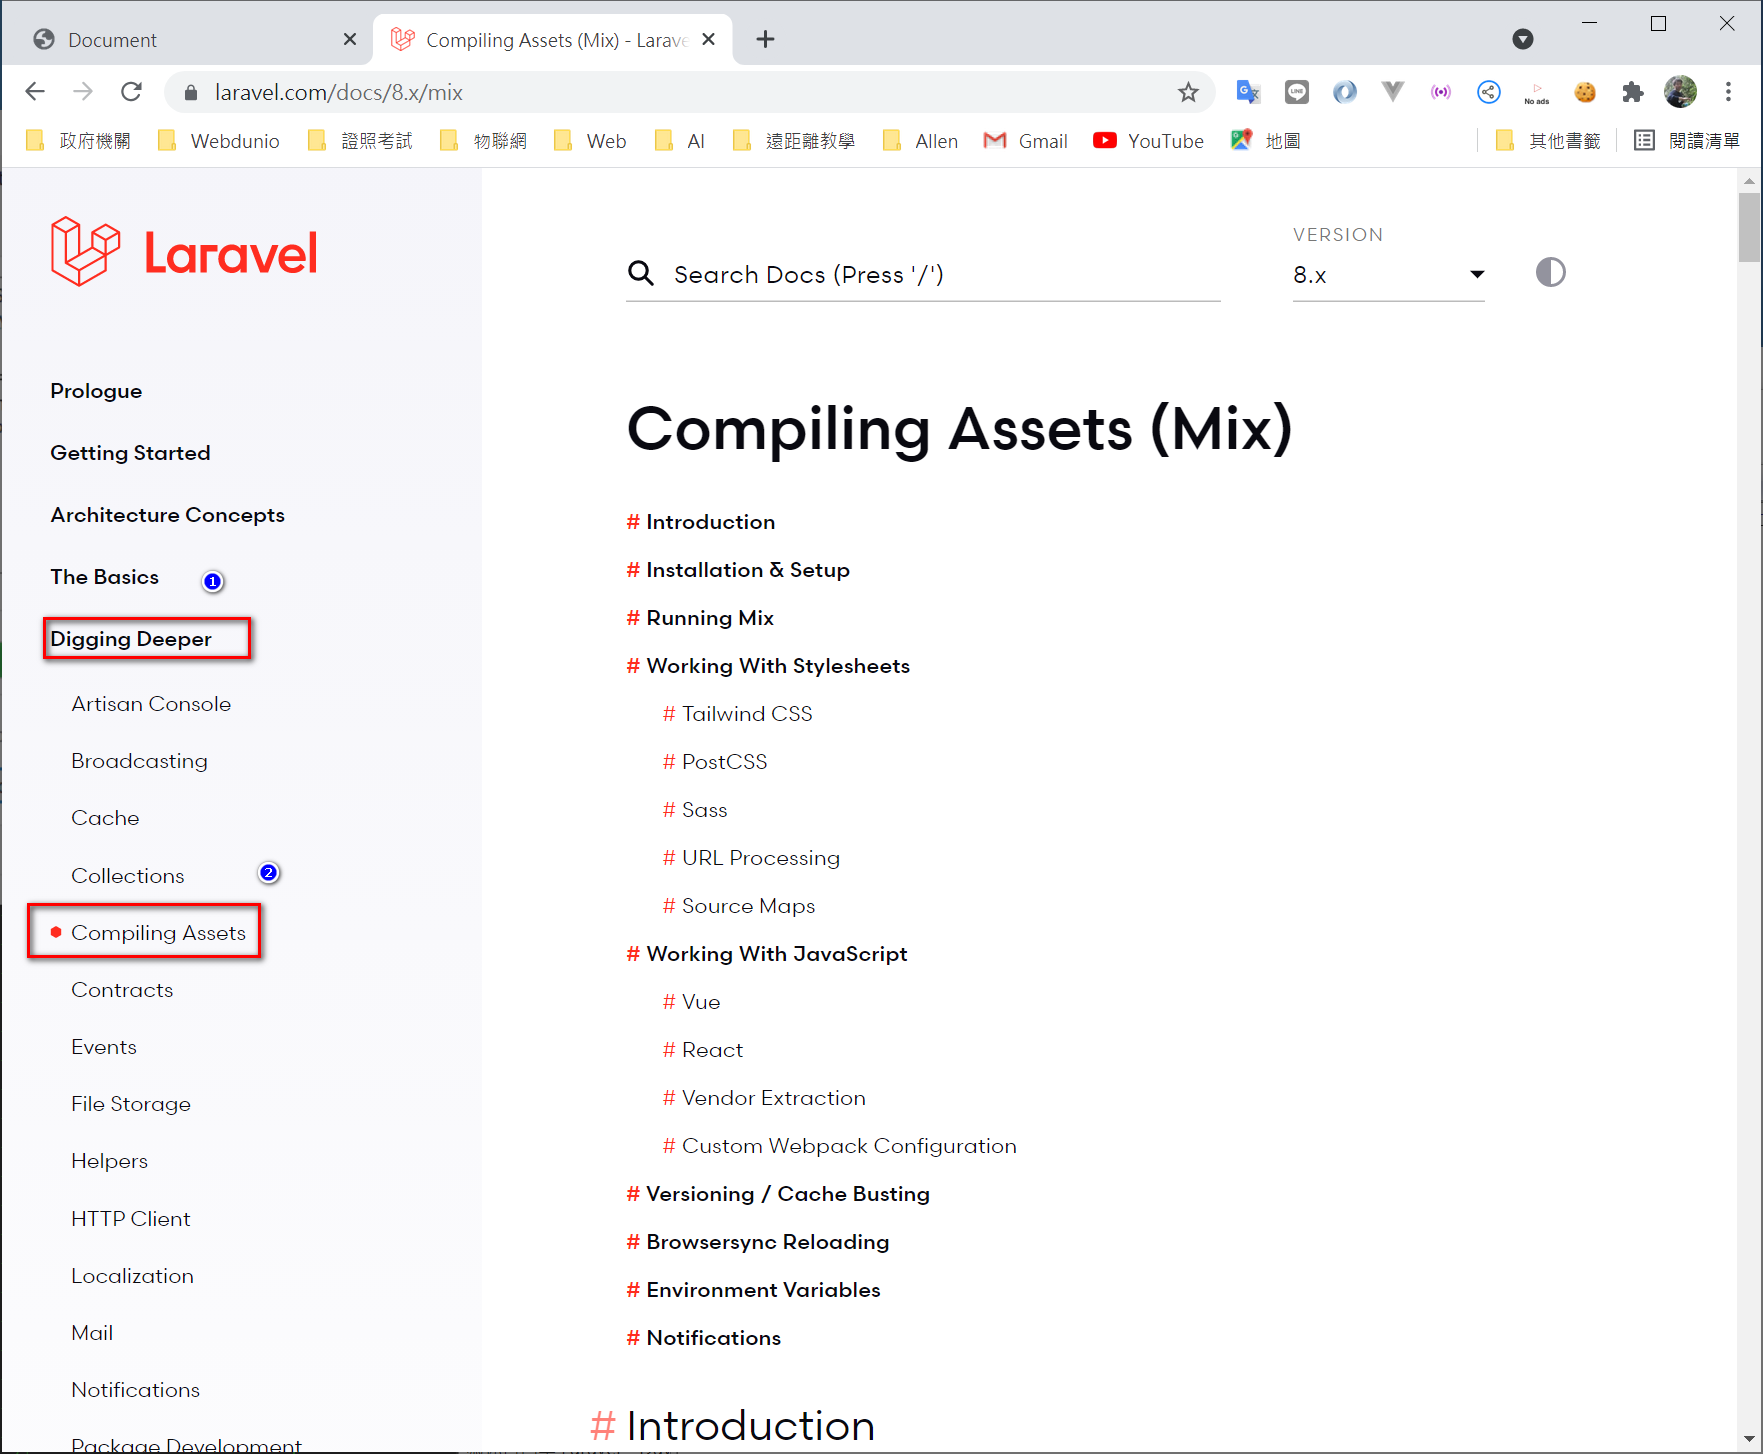 Document
Compiling Assets (Mix) - Larave
laravel.com/docs/8.x/mix
No ads
政府機關 Webdunio 證照考試 物聯網 Web AI 遠距離教學 Allen Gmail YouTube 地圖 其他書籤 閱讀清單
Laravel
VERSION
Search Docs (Press '/')
8.x
Prologue
Getting Started
Architecture Concepts
The Basics
1
Digging Deeper
Artisan Console
Broadcasting
Cache
Collections
2
Compiling Assets
Contracts
Events
File Storage
Helpers
HTTP Client
Localization
Mail
Notifications
Package Development
Compiling Assets (Mix)
# Introduction
# Installation & Setup
# Running Mix
# Working With Stylesheets
# Tailwind CSS
# PostCSS
# Sass
# URL Processing
# Source Maps
# Working With JavaScript
# Vue
# React
# Vendor Extraction
# Custom Webpack Configuration
# Versioning / Cache Busting
# Browsersync Reloading
# Environment Variables
# Notifications
# Introduction